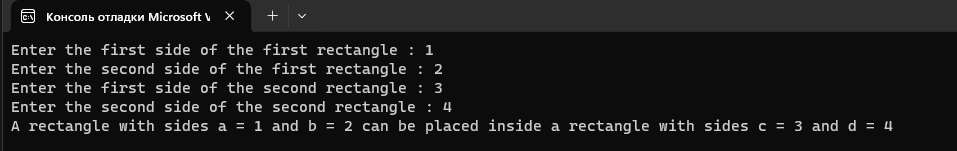 Консоль отладки Microsoft V
Enter the first side of the first rectangle : 1
Enter the second side of the first rectangle : 2
Enter the first side of the second rectangle : 3
Enter the second side of the second rectangle : 4
A rectangle with sides a = 1 and b = 2 can be placed inside a rectangle with sides c = 3 and d = 4